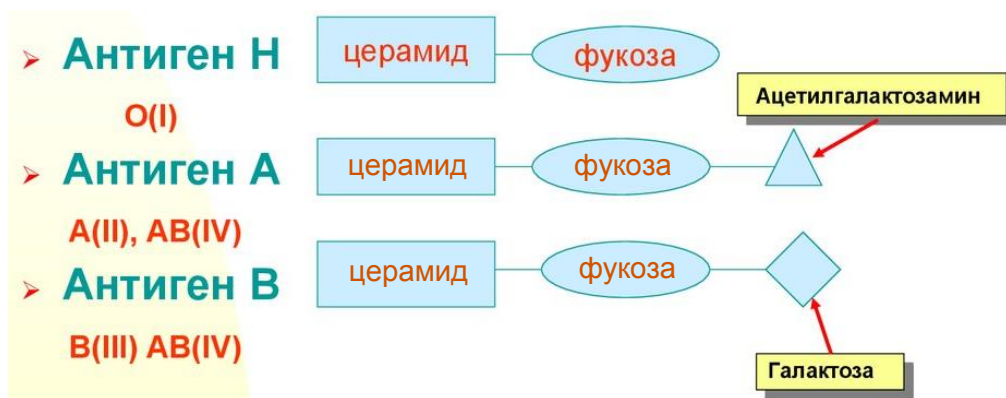 Антиген Н
церамид
фукоза
O(I)
Ацетилгалактозамин
Антиген А
церамид
фукоза
A(II), AB(IV)
Антиген В
церамид
фукоза
B(III) AB(IV)
Галактоза